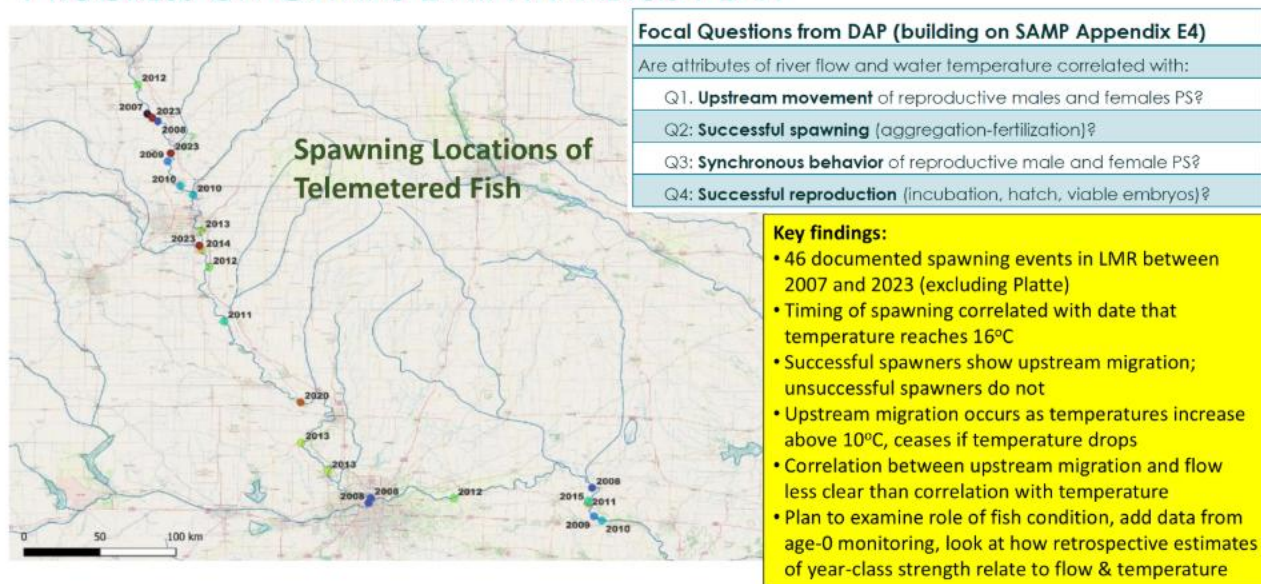 Focal Questions from DAP (building on SAMP Appendix E4)
Are attributes of river flow and water temperature correlated with:
Q1. Upstream movement of reproductive males and females PS?
Q2: Successful spawning (aggregation-fertilization)?
Q3: Synchronous behavior of reproductive male and female PS?
Q4: Successful reproduction (incubation, hatch, viable embryos)?
Spawning Locations of
Telemetered Fish
2012
2007
2023
2008
2023
2009
2010
2010
2013
2023
2014
2012
2011
2020
2013
2013
2008
2008
2012
2008
2015
2011
2009
2010
0
50
100 km
Key findings:
• 46 documented spawning events in LMR between
2007 and 2023 (excluding Platte)
• Timing of spawning correlated with date that
temperature reaches 16°C
• Successful spawners show upstream migration;
unsuccessful spawners do not
• Upstream migration occurs as temperatures increase
above 10°C, ceases if temperature drops
• Correlation between upstream migration and flow
less clear than correlation with temperature
• Plan to examine role of fish condition, add data from
age-0 monitoring, look at how retrospective estimates
of year-class strength relate to flow & temperature